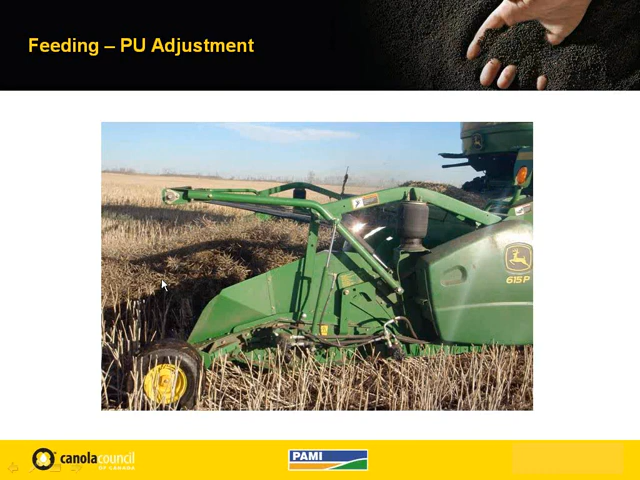 Feeding – PU Adjustment
615P
canolacouncil
OF CANADA
PAMI